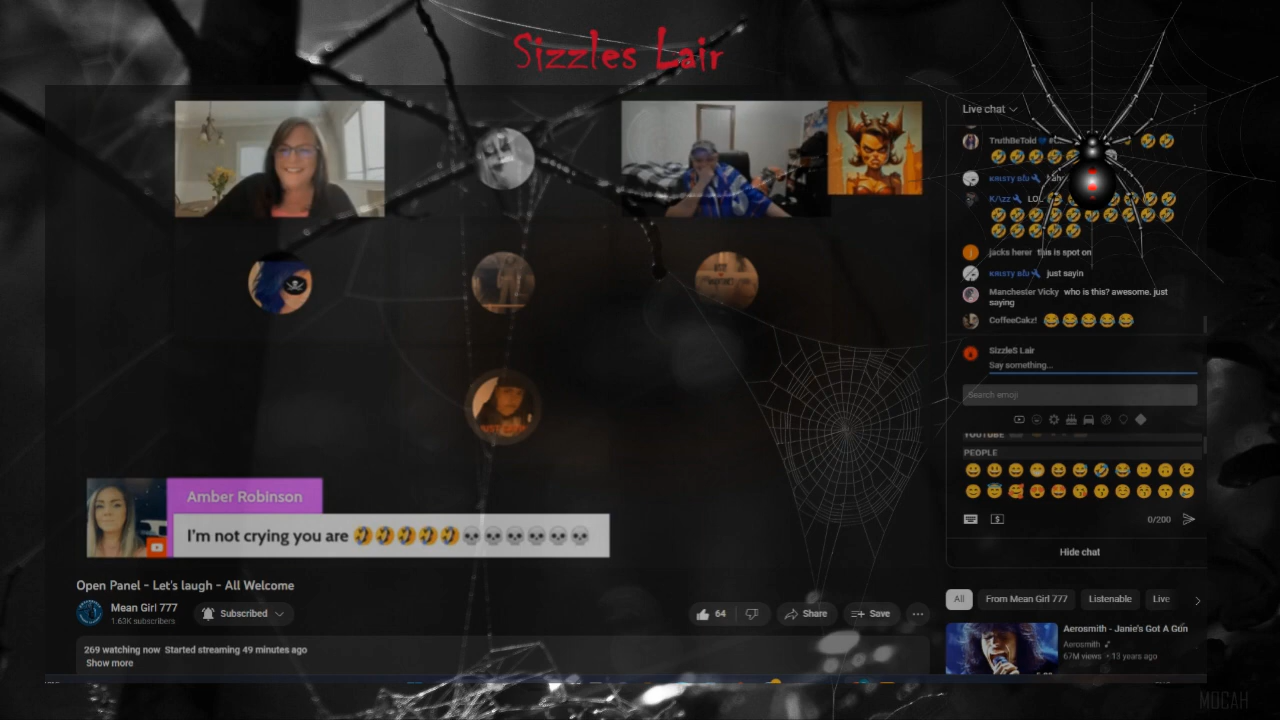 Sizzles Lair
Live chat
TruthBeTold
KRISTY
LOL
jacks herer this is spot on
KRISTY just sayin
Manchester Vicky who is this? awesome. just
saying
CoffeeCakz! 😂😂😂😂😂
SizzleS Lair
Say something...
Search emoji
YOUTUBE
PEOPLE
0/200
Hide chat
Amber Robinson
I'm not crying you are 🤣🤣🤣🤣🤣💀💀💀💀💀💀
Open Panel - Let's laugh - All Welcome
Mean Girl 777
1.63K subscribers
Subscribed
64
Share
Save
269 watching now Started streaming 49 minutes ago
Show more
All
From Mean Girl 777
Listenable
Live
Aerosmith - Janie's Got A Gun
Aerosmith
67M views • 13 years ago
MOCAH